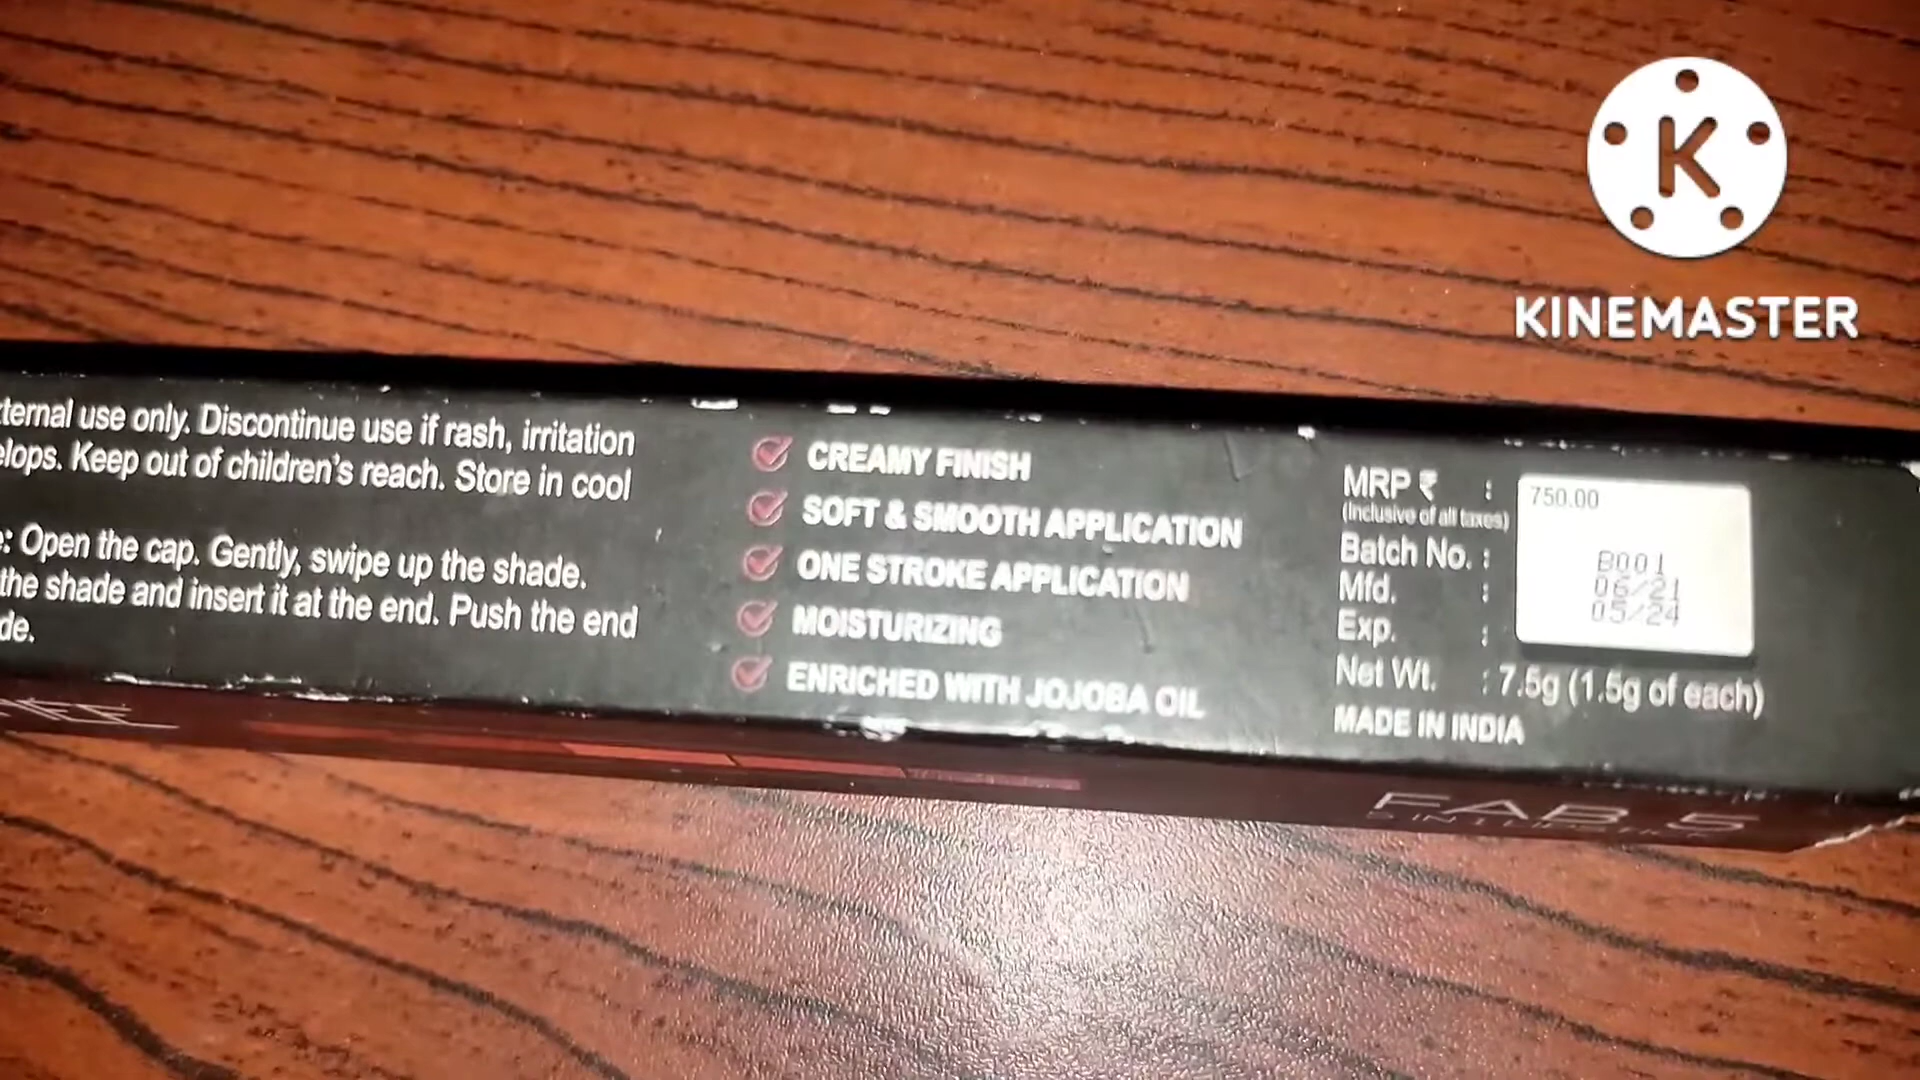 K
KINEMASTER
ternal use only. Discontinue use if rash, irritation
elops. Keep out of children's reach. Store in cool
e: Open the cap. Gently, swipe up the shade.
the shade and insert it at the end. Push the end
de.
CREAMY FINISH
SOFT & SMOOTH APPLICATION
ONE STROKE APPLICATION
MOISTURIZING
ENRICHED WITH JOJOBA OIL
MRP ₹ : 750.00
(Inclusive of all taxes)
Batch No. : B001
Mfd. : 06/21
Exp. : 05/24
Net Wt. : 7.5g (1.5g of each)
MADE IN INDIA
FAB 5